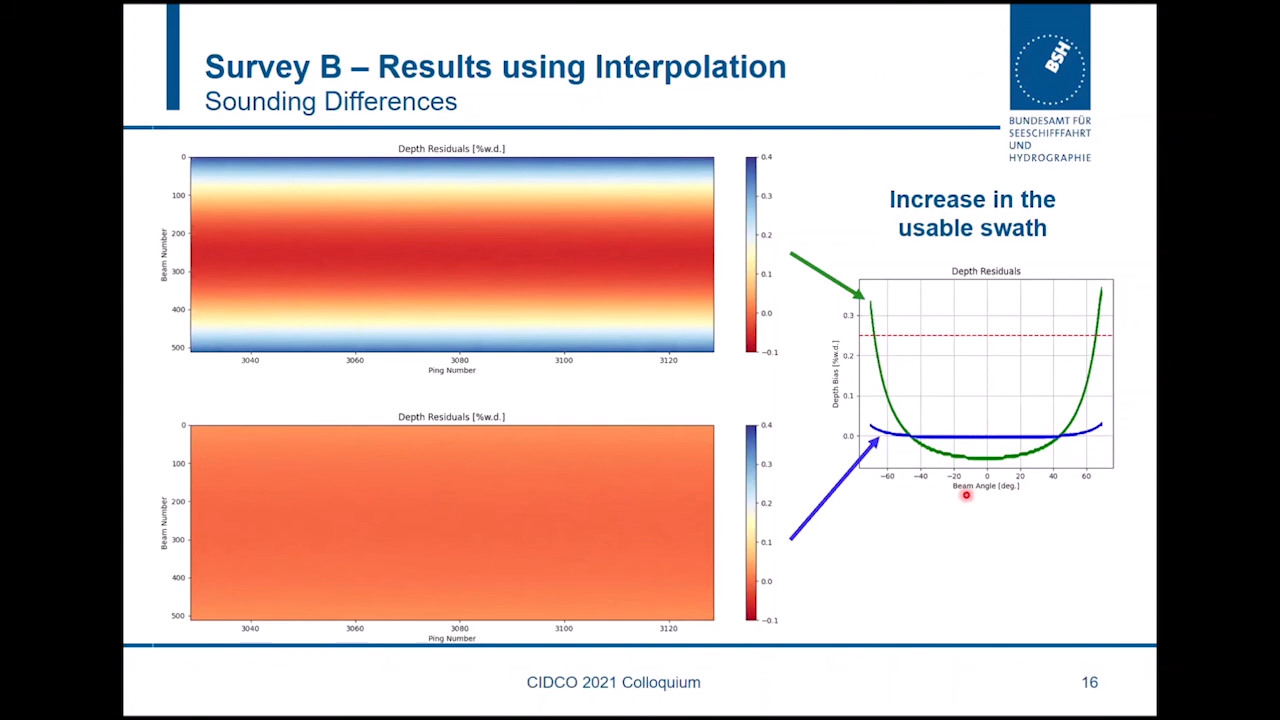 Survey B – Results using Interpolation
Sounding Differences
BSH
BUNDESAMT FÜR
SEESCHIFFFAHRT
UND
HYDROGRAPHIE
Depth Residuals [%w.d.]
0
100
200
300
400
500
Beam Number
3040
3060
3080
3100
3120
Ping Number
0.4
0.3
0.2
0.1
0.0
−0.1
Increase in the
usable swath
Depth Residuals
0.3
0.2
0.1
0.0
Depth Bias [%w.d.]
−60
−40
−20
0
20
40
60
Beam Angle [deg.]
Depth Residuals [%w.d.]
0
100
200
300
400
500
Beam Number
3040
3060
3080
3100
3120
Ping Number
0.4
0.3
0.2
0.1
0.0
−0.1
CIDCO 2021 Colloquium
16